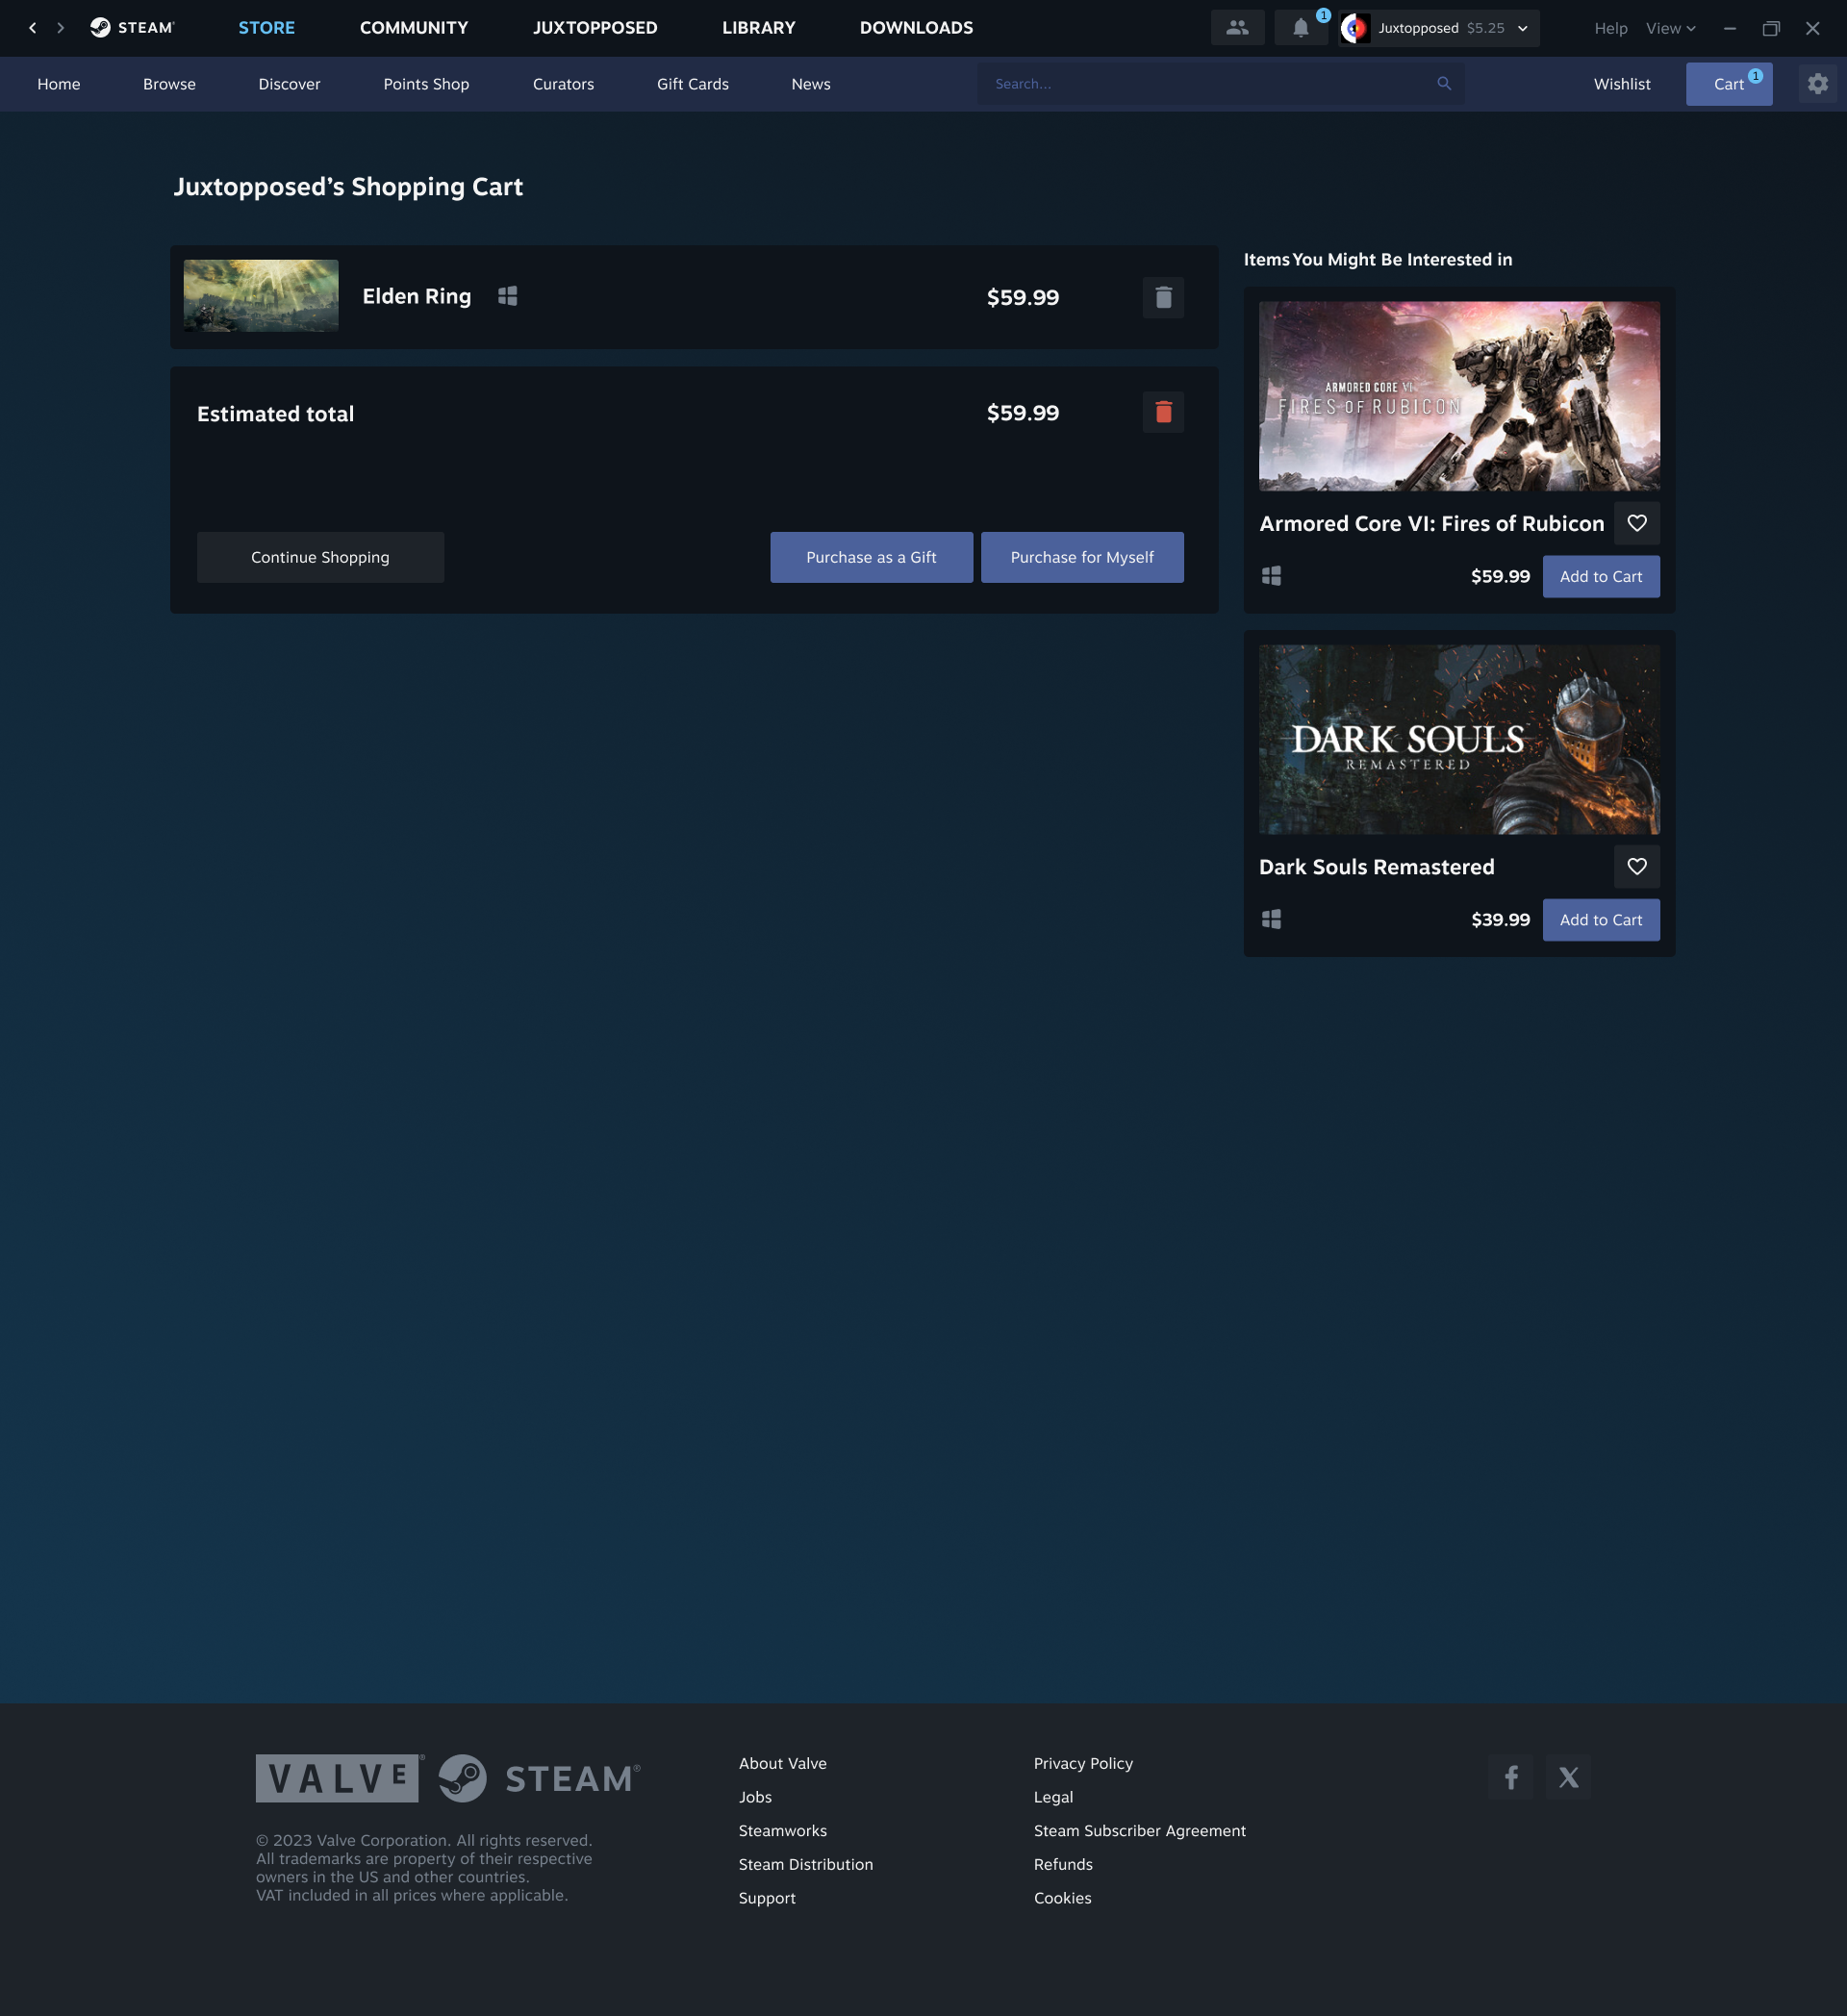 STEAM®
STORE
COMMUNITY
JUXTOPPOSED
LIBRARY
DOWNLOADS
1
Juxtopposed $5.25
Help
View
Home
Browse
Discover
Points Shop
Curators
Gift Cards
News
Search...
Wishlist
Cart
1
Juxtopposed’s Shopping Cart
Elden Ring
$59.99
Estimated total
$59.99
Continue Shopping
Purchase as a Gift
Purchase for Myself
Items You Might Be Interested in
ARMORED CORE VI
FIRES OF RUBICON
Armored Core VI: Fires of Rubicon
$59.99
Add to Cart
DARK SOULS™
REMASTERED
Dark Souls Remastered
$39.99
Add to Cart
VALVE®
STEAM®
© 2023 Valve Corporation. All rights reserved.
All trademarks are property of their respective
owners in the US and other countries.
VAT included in all prices where applicable.
About Valve
Jobs
Steamworks
Steam Distribution
Support
Privacy Policy
Legal
Steam Subscriber Agreement
Refunds
Cookies